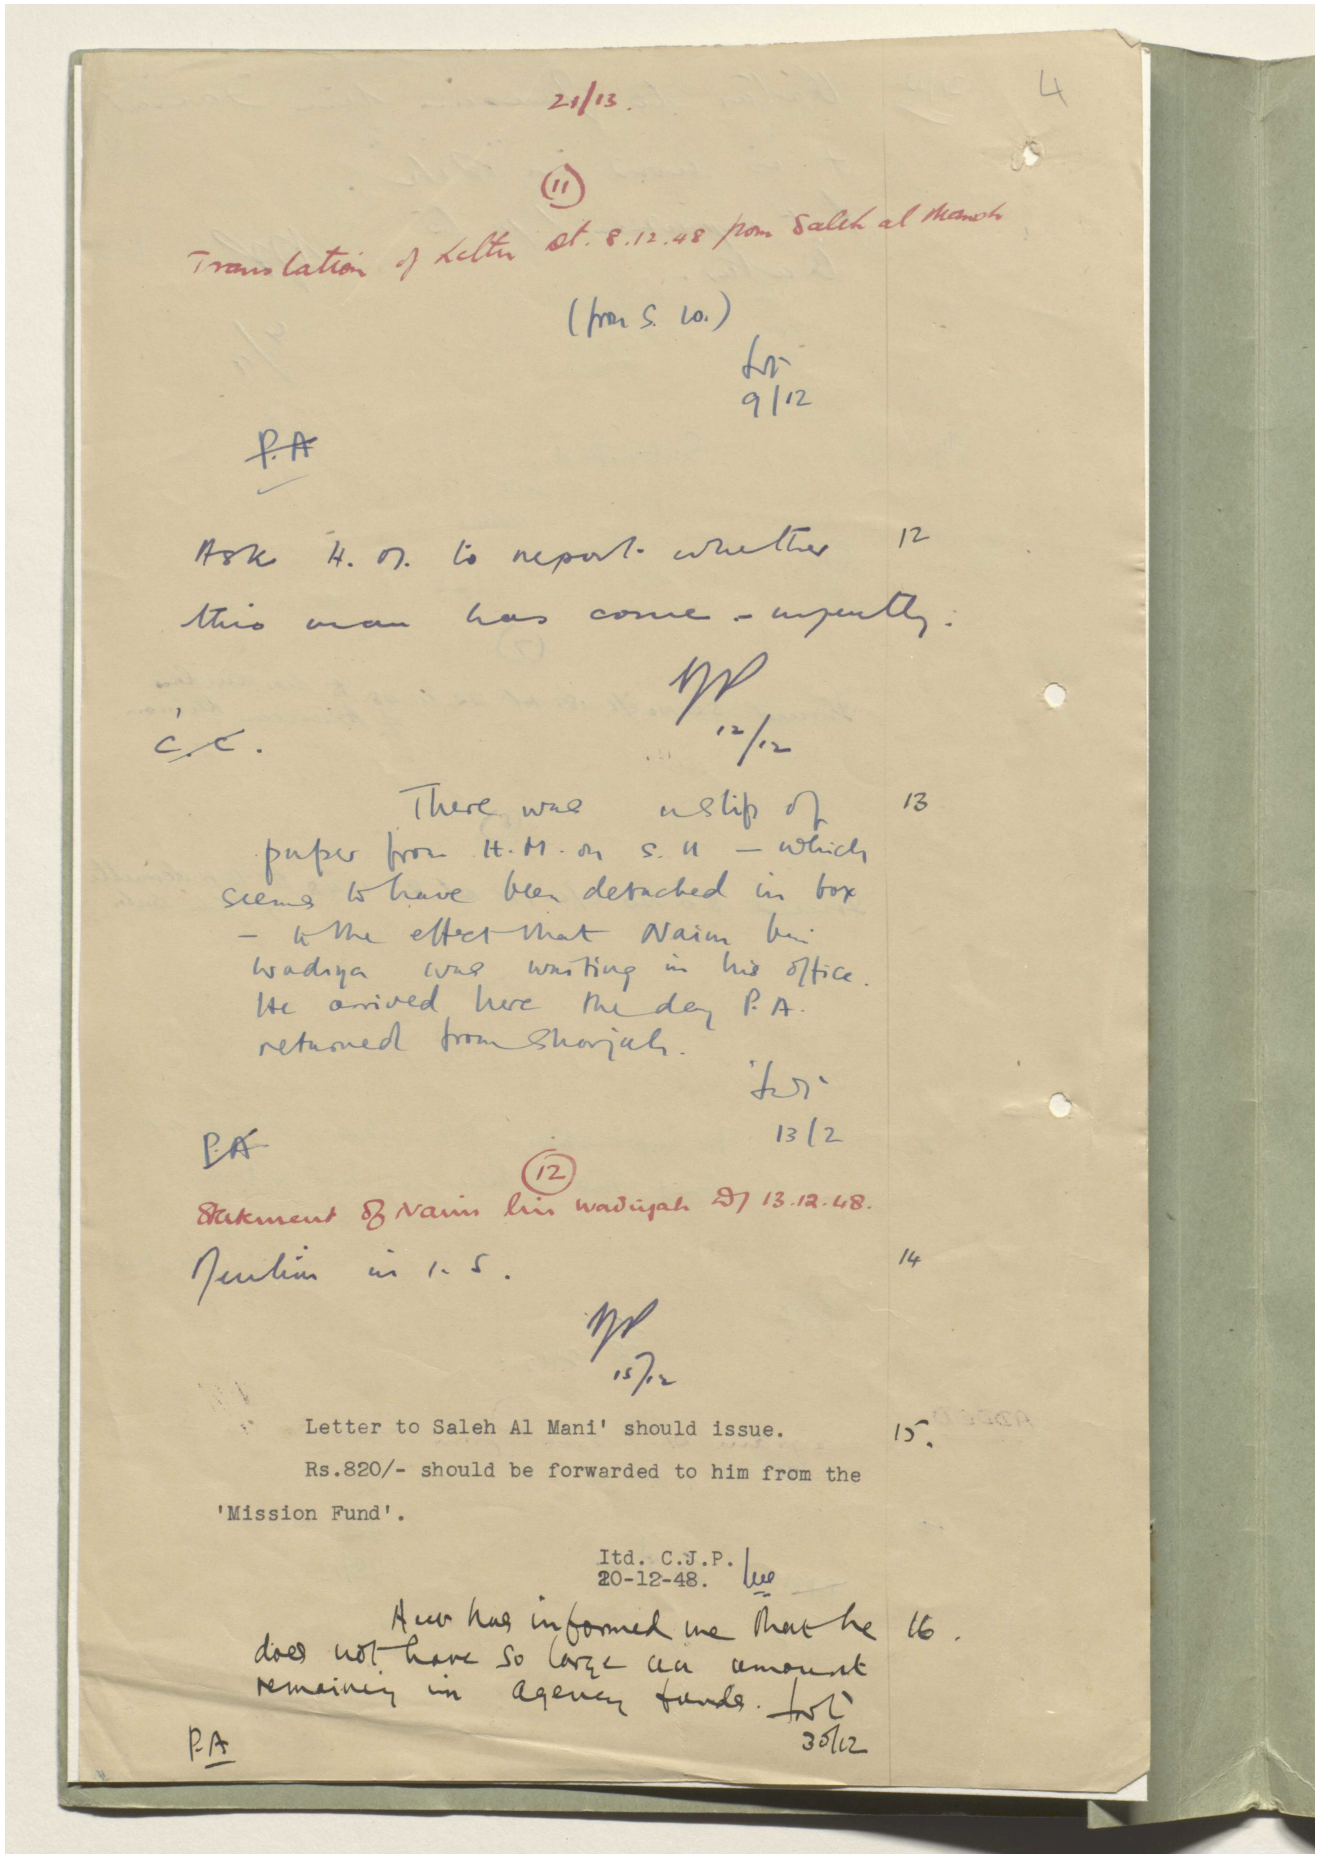 21/13.
4
11
Translation of Letter dt. 8.12.48 from Saleh al
(from S. W.)
9/12
P.A
Ask H. M. to report whether 12
this man has come - urgently.
12/12
C.C.
There was a slip of 13
paper from H.M. on S. 11 – which
seems to have been detached in box
– to the effect that Naim bin
Wadiya was waiting in his office.
He arrived here the day P.A.
returned from Sharjah.
13/2
P.A
12
Statement of Naim bin Wadiyah D/ 13.12.48.
Mention in I. S. 14
15/12
Letter to Saleh Al Mani' should issue. 15.
Rs.820/- should be forwarded to him from the
'Mission Fund'.
Itd. C.J.P.
20-12-48.
has informed me that he 16.
does not have so large an amount
remaining in Agency funds.
30/12
P.A